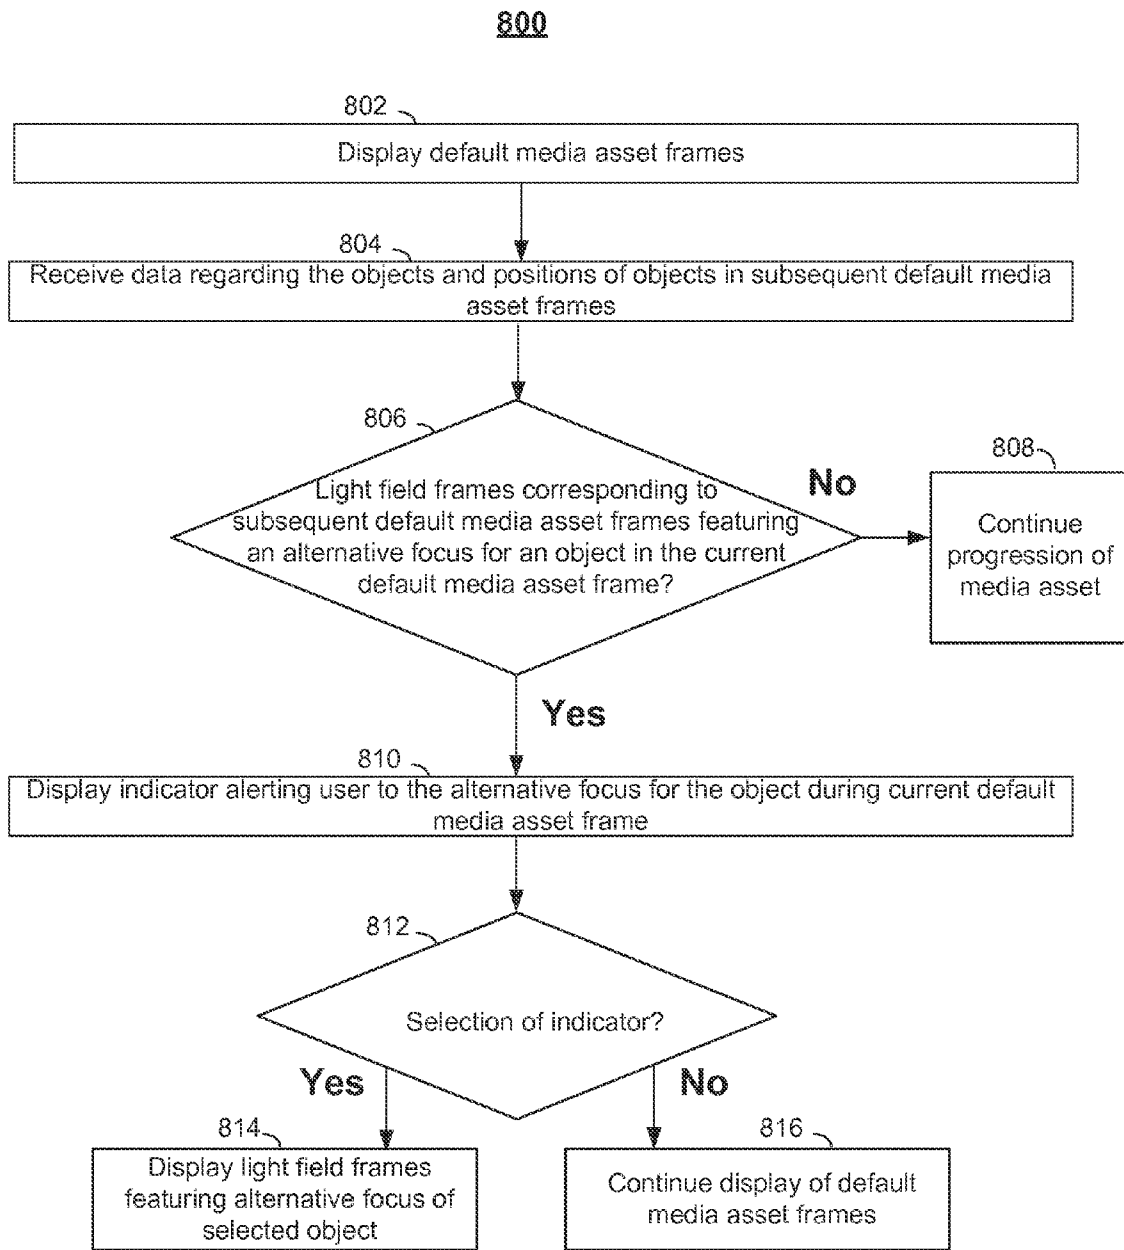 800
802
Display default media asset frames
804
Receive data regarding the objects and positions of objects in subsequent default media
asset frames
806
Light field frames corresponding to
subsequent default media asset frames featuring
an alternative focus for an object in the current
default media asset frame?
No
808
Continue
progression of
media asset
Yes
810
Display indicator alerting user to the alternative focus for the object during current default
media asset frame
812
Selection of indicator?
Yes
No
814
Display light field frames
featuring alternative focus of
selected object
816
Continue display of default
media asset frames